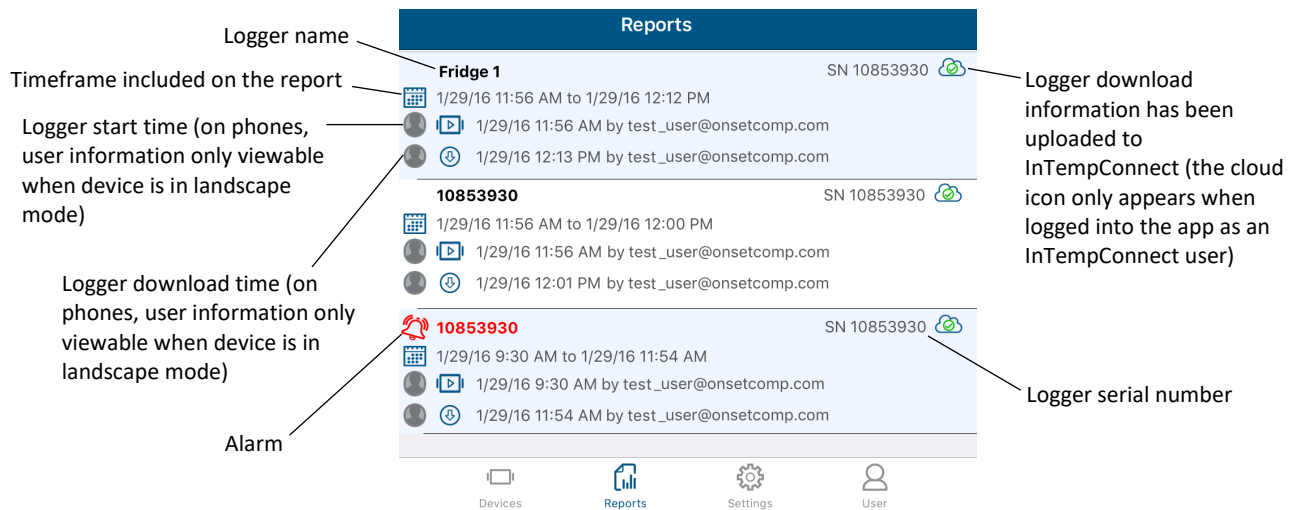 Reports
Logger name
Fridge 1
SN 10853930
Timeframe included on the report
1/29/16 11:56 AM to 1/29/16 12:12 PM
Logger start time (on phones,
user information only viewable
when device is in landscape
mode)
1/29/16 11:56 AM by test_user@onsetcomp.com
1/29/16 12:13 PM by test_user@onsetcomp.com
Logger download
information has been
uploaded to
InTempConnect (the cloud
icon only appears when
logged into the app as an
InTempConnect user)
10853930
SN 10853930
1/29/16 11:56 AM to 1/29/16 12:00 PM
1/29/16 11:56 AM by test_user@onsetcomp.com
1/29/16 12:01 PM by test_user@onsetcomp.com
Logger download time (on
phones, user information only
viewable when device is in
landscape mode)
10853930
SN 10853930
1/29/16 9:30 AM to 1/29/16 11:54 AM
1/29/16 9:30 AM by test_user@onsetcomp.com
1/29/16 11:54 AM by test_user@onsetcomp.com
Logger serial number
Alarm
Devices
Reports
Settings
User